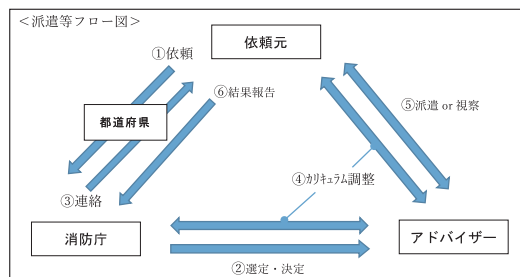 ＜派遣等フロー図＞
依頼元
①依頼
⑥結果報告
都道府県
⑤派遣 or 視察
④カリキュラム調整
③連絡
消防庁
アドバイザー
②選定・決定